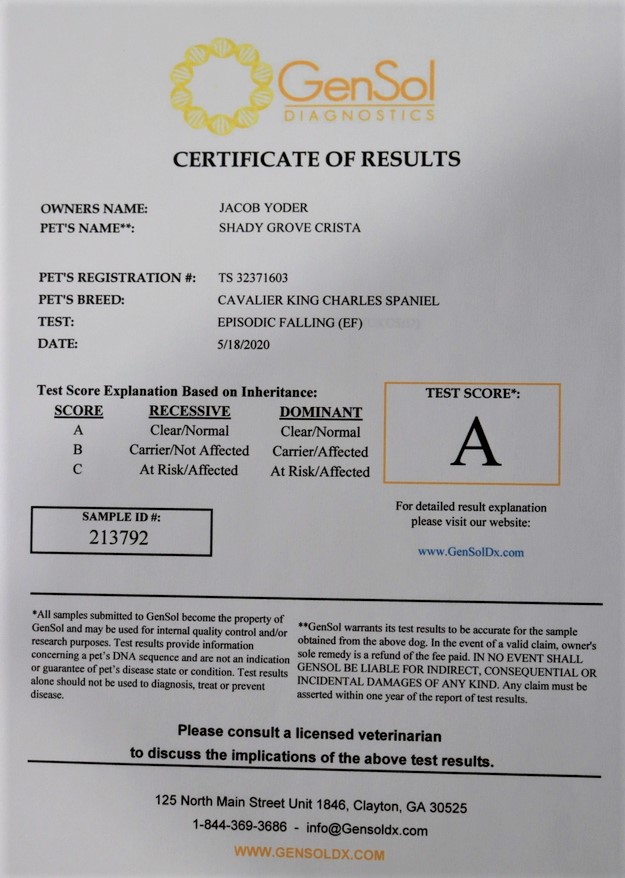 GenSol
DIAGNOSTICS
CERTIFICATE OF RESULTS
OWNERS NAME: JACOB YODER
PET'S NAME**: SHADY GROVE CRISTA
PET'S REGISTRATION #: TS 32371603
PET'S BREED: CAVALIER KING CHARLES SPANIEL
TEST: EPISODIC FALLING (EF)
DATE: 5/18/2020
Test Score Explanation Based on Inheritance:
SCORE RECESSIVE DOMINANT
A Clear/Normal Clear/Normal
B Carrier/Not Affected Carrier/Affected
C At Risk/Affected At Risk/Affected
TEST SCORE*:
A
SAMPLE ID #:
213792
For detailed result explanation
please visit our website:
www.GenSolDx.com
*All samples submitted to GenSol become the property of
GenSol and may be used for internal quality control and/or
research purposes. Test results provide information
concerning a pet's DNA sequence and are not an indication
or guarantee of pet's disease state or condition. Test results
alone should not be used to diagnosis, treat or prevent
disease.
**GenSol warrants its test results to be accurate for the sample
obtained from the above dog. In the event of a valid claim, owner's
sole remedy is a refund of the fee paid. IN NO EVENT SHALL
GENSOL BE LIABLE FOR INDIRECT, CONSEQUENTIAL OR
INCIDENTAL DAMAGES OF ANY KIND. Any claim must be
asserted within one year of the report of test results.
Please consult a licensed veterinarian
to discuss the implications of the above test results.
125 North Main Street Unit 1846, Clayton, GA 30525
1-844-369-3686 - info@Gensoldx.com
WWW.GENSOLDX.COM